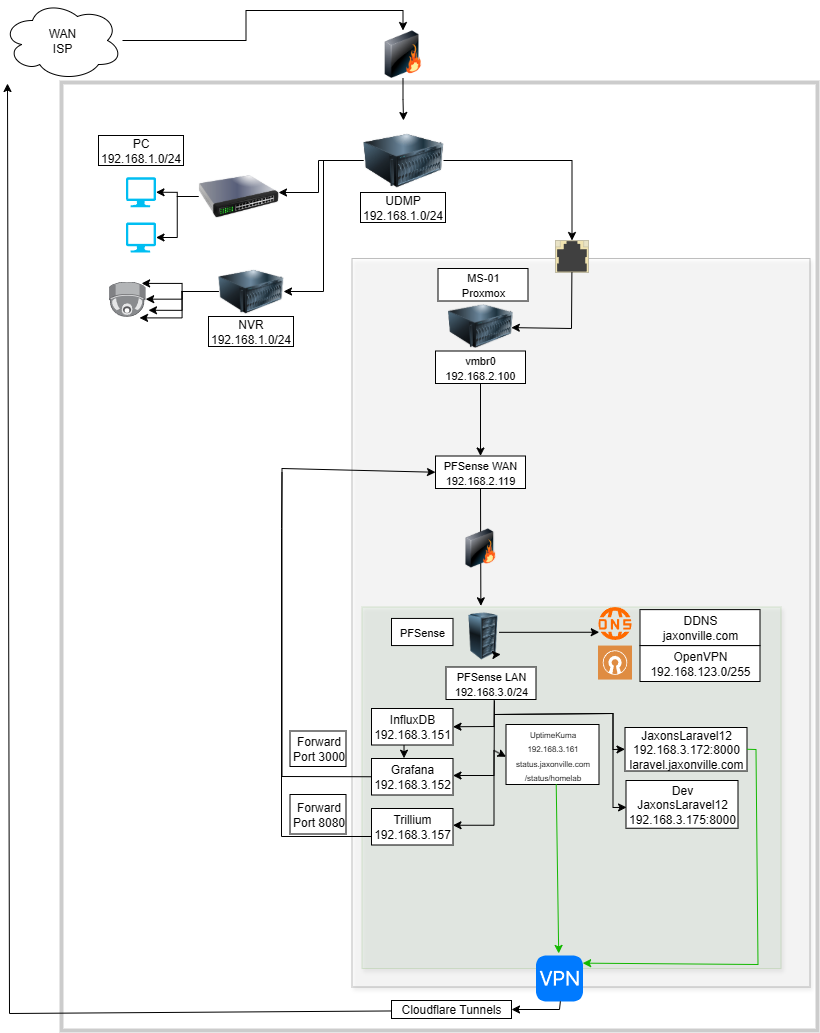 WAN
ISP
PC
192.168.1.0/24
UDMP
192.168.1.0/24
NVR
192.168.1.0/24
MS-01
Proxmox
vmbr0
192.168.2.100
PFSense WAN
192.168.2.119
PFSense
DNS
DDNS
jaxonville.com
OpenVPN
192.168.123.0/255
PFSense LAN
192.168.3.0/24
InfluxDB
192.168.3.151
Forward
Port 3000
Grafana
192.168.3.152
Forward
Port 8080
Trillium
192.168.3.157
UptimeKuma
192.168.3.161
status.jaxonville.com
/status/homelab
JaxonsLaravel12
192.168.3.172:8000
laravel.jaxonville.com
Dev
JaxonsLaravel12
192.168.3.175:8000
VPN
Cloudflare Tunnels